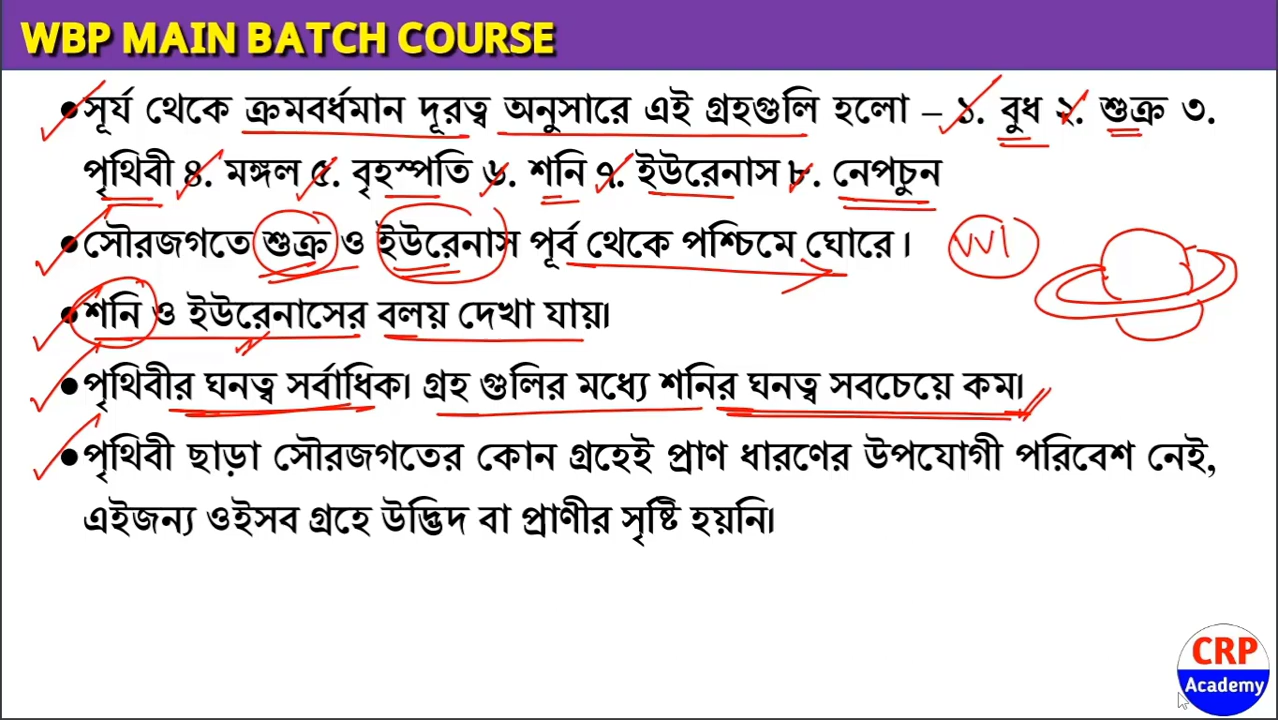 WBP MAIN BATCH COURSE
●সূর্য থেকে ক্রমবর্ধমান দূরত্ব অনুসারে এই গ্রহগুলি হলো – ১. বুধ ২. শুক্র ৩.
পৃথিবী ৪. মঙ্গল ৫. বৃহস্পতি ৬. শনি ৭. ইউরেনাস ৮. নেপচুন
●সৌরজগতে শুক্র ও ইউরেনাস পূর্ব থেকে পশ্চিমে ঘোরে। VVI
●শনি ও ইউরেনাসের বলয় দেখা যায়।
●পৃথিবীর ঘনত্ব সর্বাধিক। গ্রহ গুলির মধ্যে শনির ঘনত্ব সবচেয়ে কম।
●পৃথিবী ছাড়া সৌরজগতের কোন গ্রহেই প্রাণ ধারণের উপযোগী পরিবেশ নেই,
এইজন্য ওইসব গ্রহে উদ্ভিদ বা প্রাণীর সৃষ্টি হয়নি।
CRP
Academy